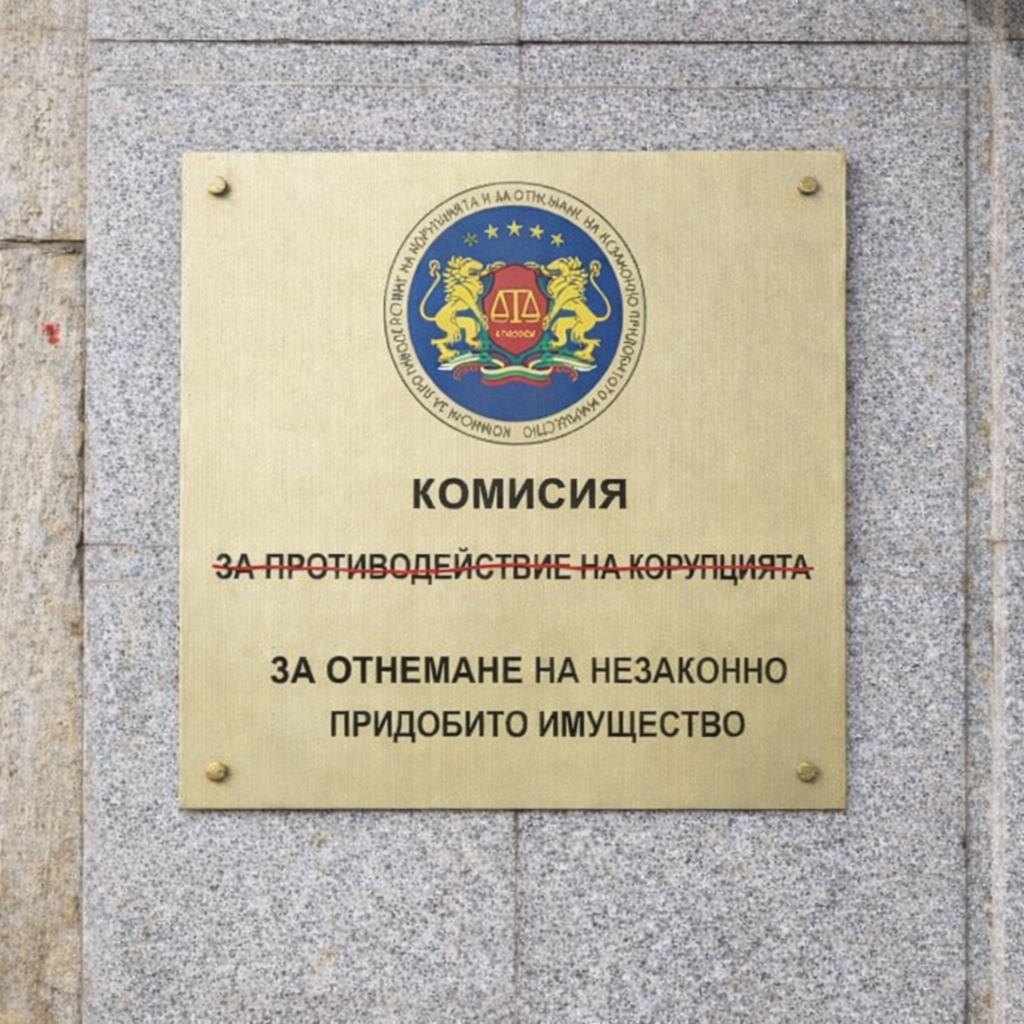 КОМИСИЯ
ЗА ПРОТИВОДЕЙСТВИЕ НА КОРУПЦИЯТА
ЗА ОТНЕМАНЕ НА НЕЗАКОННО
ПРИДОБИТО ИМУЩЕСТВО